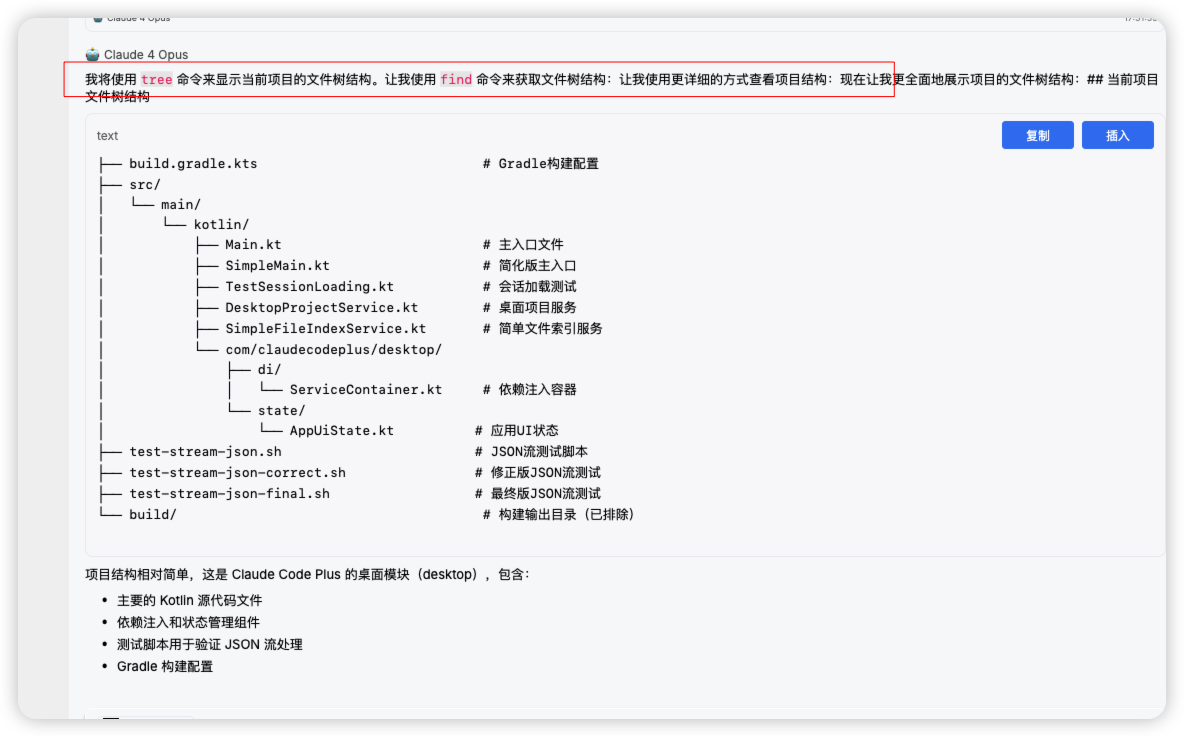 Claude 4 Opus
Claude 4 Opus
我将使用 tree 命令来显示当前项目的文件树结构。让我使用 find 命令来获取文件树结构：让我使用更详细的方式查看项目结构：现在让我更全面地展示项目的文件树结构：## 当前项目
文件树结构
text 复制 插入
├── build.gradle.kts # Gradle构建配置
├── src/
│   └── main/
│       └── kotlin/
│           ├── Main.kt # 主入口文件
│           ├── SimpleMain.kt # 简化版主入口
│           ├── TestSessionLoading.kt # 会话加载测试
│           ├── DesktopProjectService.kt # 桌面项目服务
│           ├── SimpleFileIndexService.kt # 简单文件索引服务
│           └── com/claudecodeplus/desktop/
│               ├── di/
│               │   └── ServiceContainer.kt # 依赖注入容器
│               └── state/
│                   └── AppUiState.kt # 应用UI状态
├── test-stream-json.sh # JSON流测试脚本
├── test-stream-json-correct.sh # 修正版JSON流测试
├── test-stream-json-final.sh # 最终版JSON流测试
└── build/ # 构建输出目录（已排除）
项目结构相对简单，这是 Claude Code Plus 的桌面模块（desktop），包含：
• 主要的 Kotlin 源代码文件
• 依赖注入和状态管理组件
• 测试脚本用于验证 JSON 流处理
• Gradle 构建配置